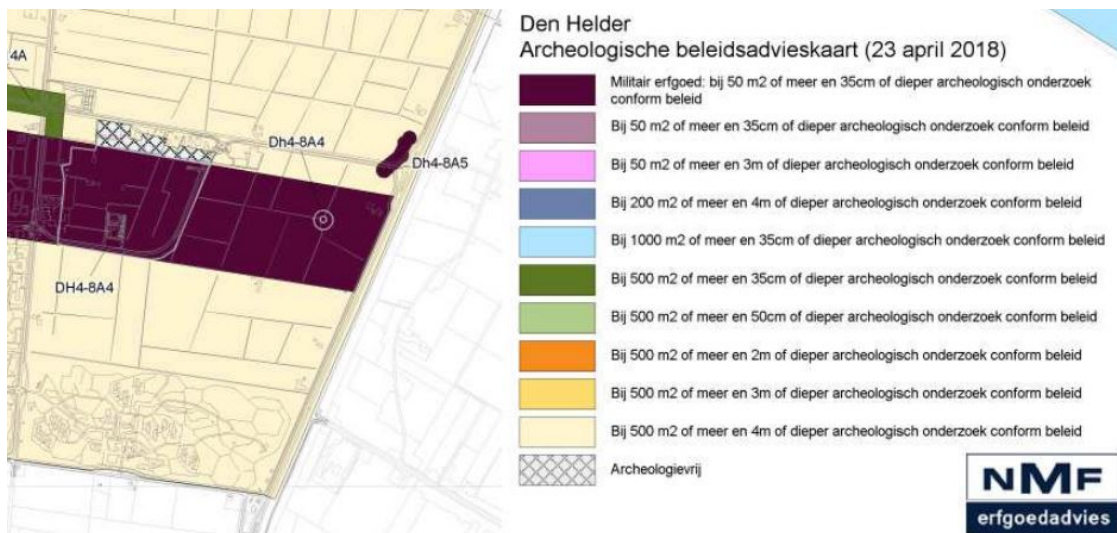 4A
Dh4-8A4
Dh4-8A5
DH4-8A4
Den Helder
Archeologische beleidsadvieskaart (23 april 2018)
Militair erfgoed: bij 50 m2 of meer en 35cm of dieper archeologisch onderzoek
conform beleid
Bij 50 m2 of meer en 35cm of dieper archeologisch onderzoek conform beleid
Bij 50 m2 of meer en 3m of dieper archeologisch onderzoek conform beleid
Bij 200 m2 of meer en 4m of dieper archeologisch onderzoek conform beleid
Bij 1000 m2 of meer en 35cm of dieper archeologisch onderzoek conform beleid
Bij 500 m2 of meer en 35cm of dieper archeologisch onderzoek conform beleid
Bij 500 m2 of meer en 50cm of dieper archeologisch onderzoek conform beleid
Bij 500 m2 of meer en 2m of dieper archeologisch onderzoek conform beleid
Bij 500 m2 of meer en 3m of dieper archeologisch onderzoek conform beleid
Bij 500 m2 of meer en 4m of dieper archeologisch onderzoek conform beleid
Archeologievrij
NMF
erfgoedadvies